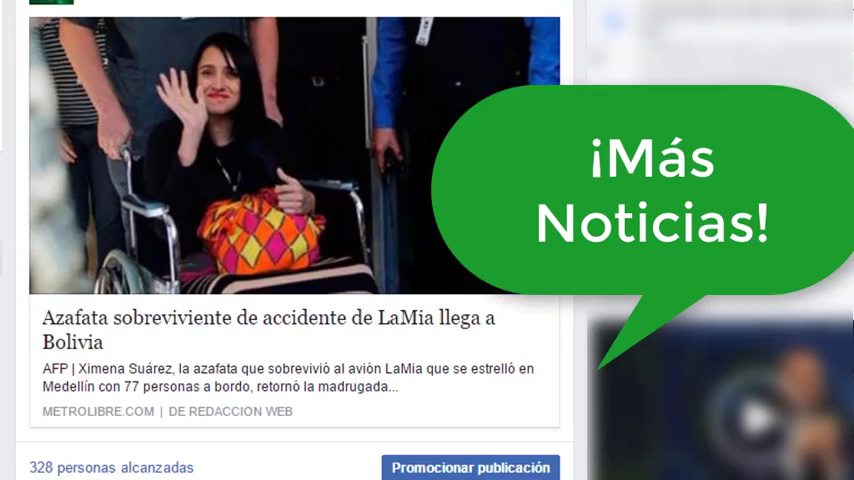 ¡Más
Noticias!
Azafata sobreviviente de accidente de LaMia llega a
Bolivia
AFP | Ximena Suárez, la azafata que sobrevivió al avión LaMia que se estrelló en
Medellín con 77 personas a bordo, retornó la madrugada...
METROLIBRE.COM | DE REDACCION WEB
328 personas alcanzadas
Promocionar publicación